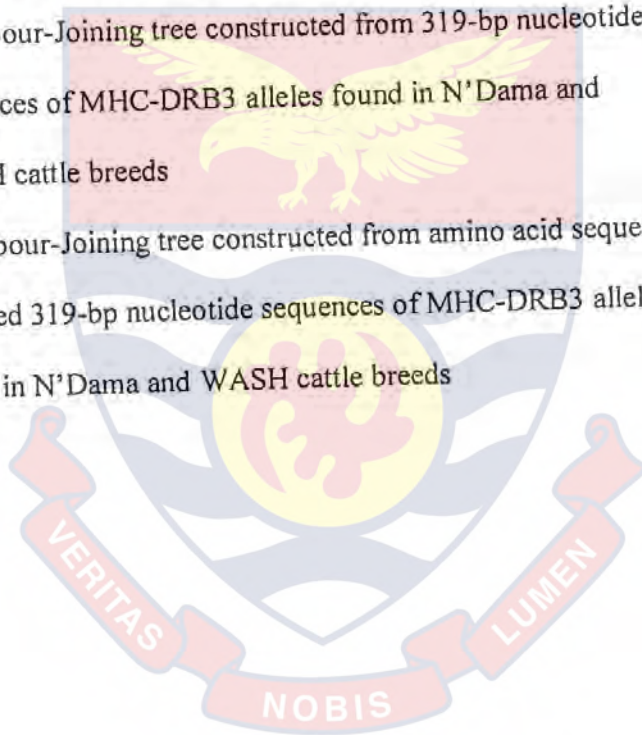 our-Joining tree constructed from 319-bp nucleotide
ces of MHC-DRB3 alleles found in N'Dama and
cattle breeds
our-Joining tree constructed from amino acid seque
ed 319-bp nucleotide sequences of MHC-DRB3 allel
in N'Dama and WASH cattle breeds
VERITAS
NOBIS
LUMEN